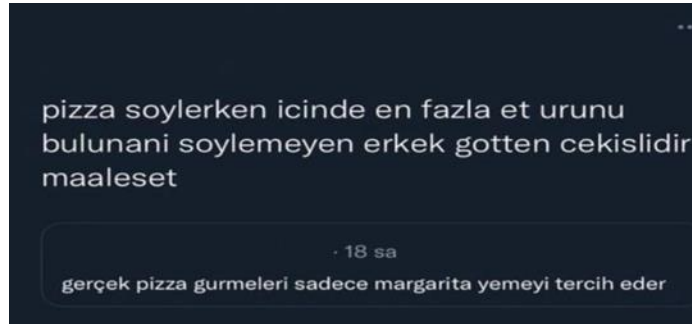 pizza soylerken icinde en fazla et urunu
bulunani soylemeyen erkek gotten cekislidir
maaleset
· 18 sa
gerçek pizza gurmeleri sadece margarita yemeyi tercih eder